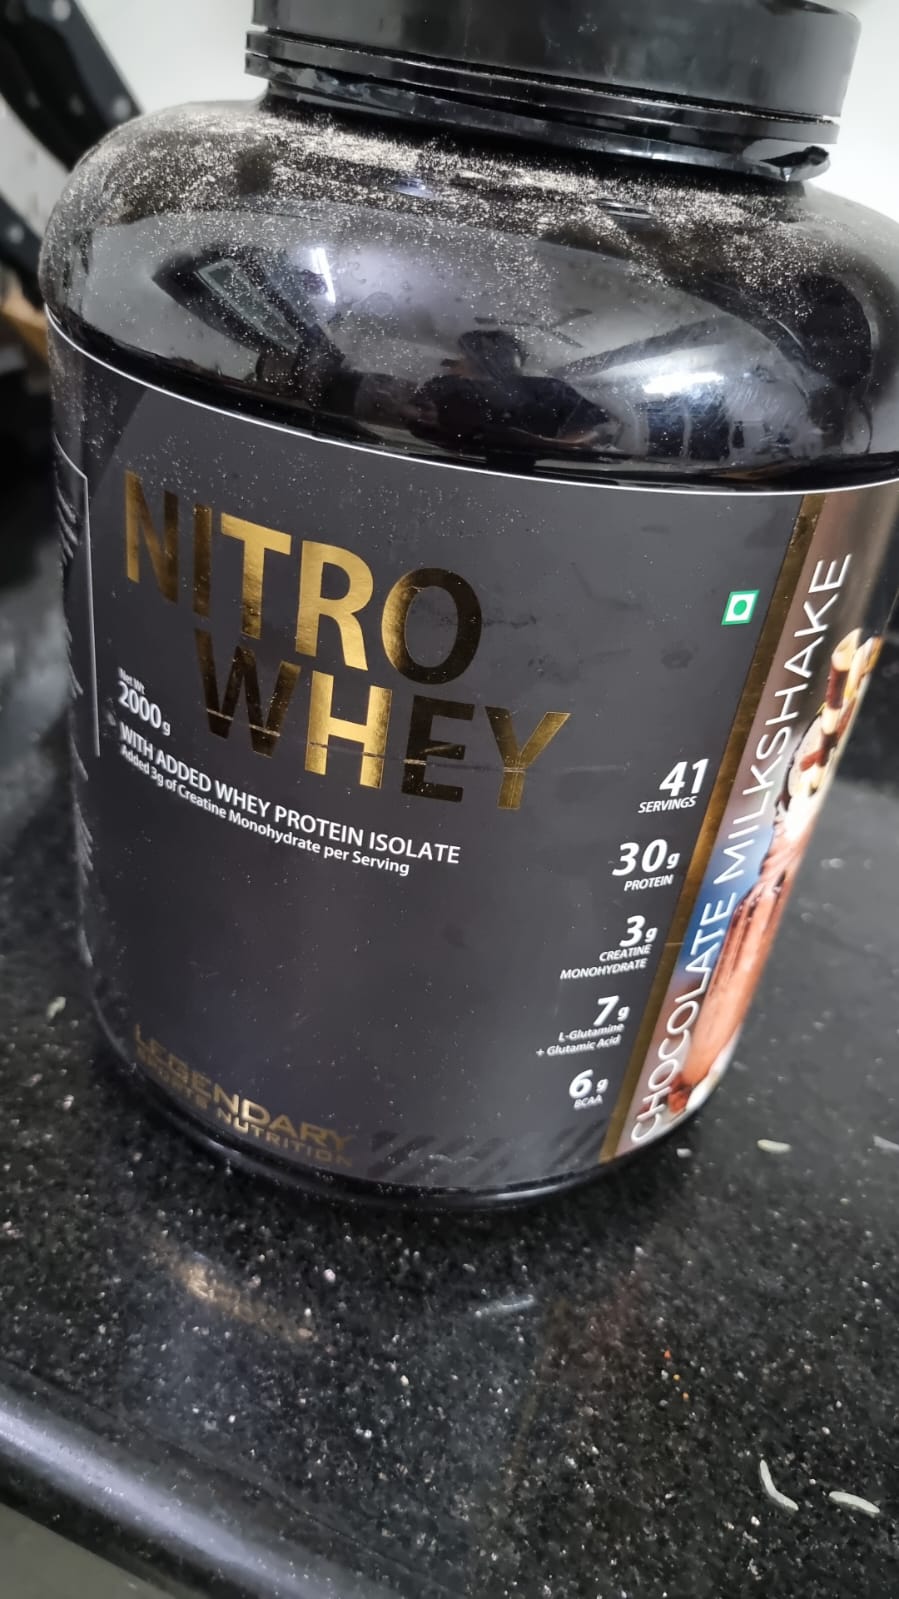 NITRO
WHEY
Net Wt
2000g
WITH ADDED WHEY PROTEIN ISOLATE
Added 3g of Creatine Monohydrate per Serving
41
SERVINGS
30g
PROTEIN
3g
CREATINE
MONOHYDRATE
7g
L-Glutamine
+ Glutamic Acid
6g
BCAA
CHOCOLATE MILKSHAKE
LEGENDARY
SPORTS NUTRITION